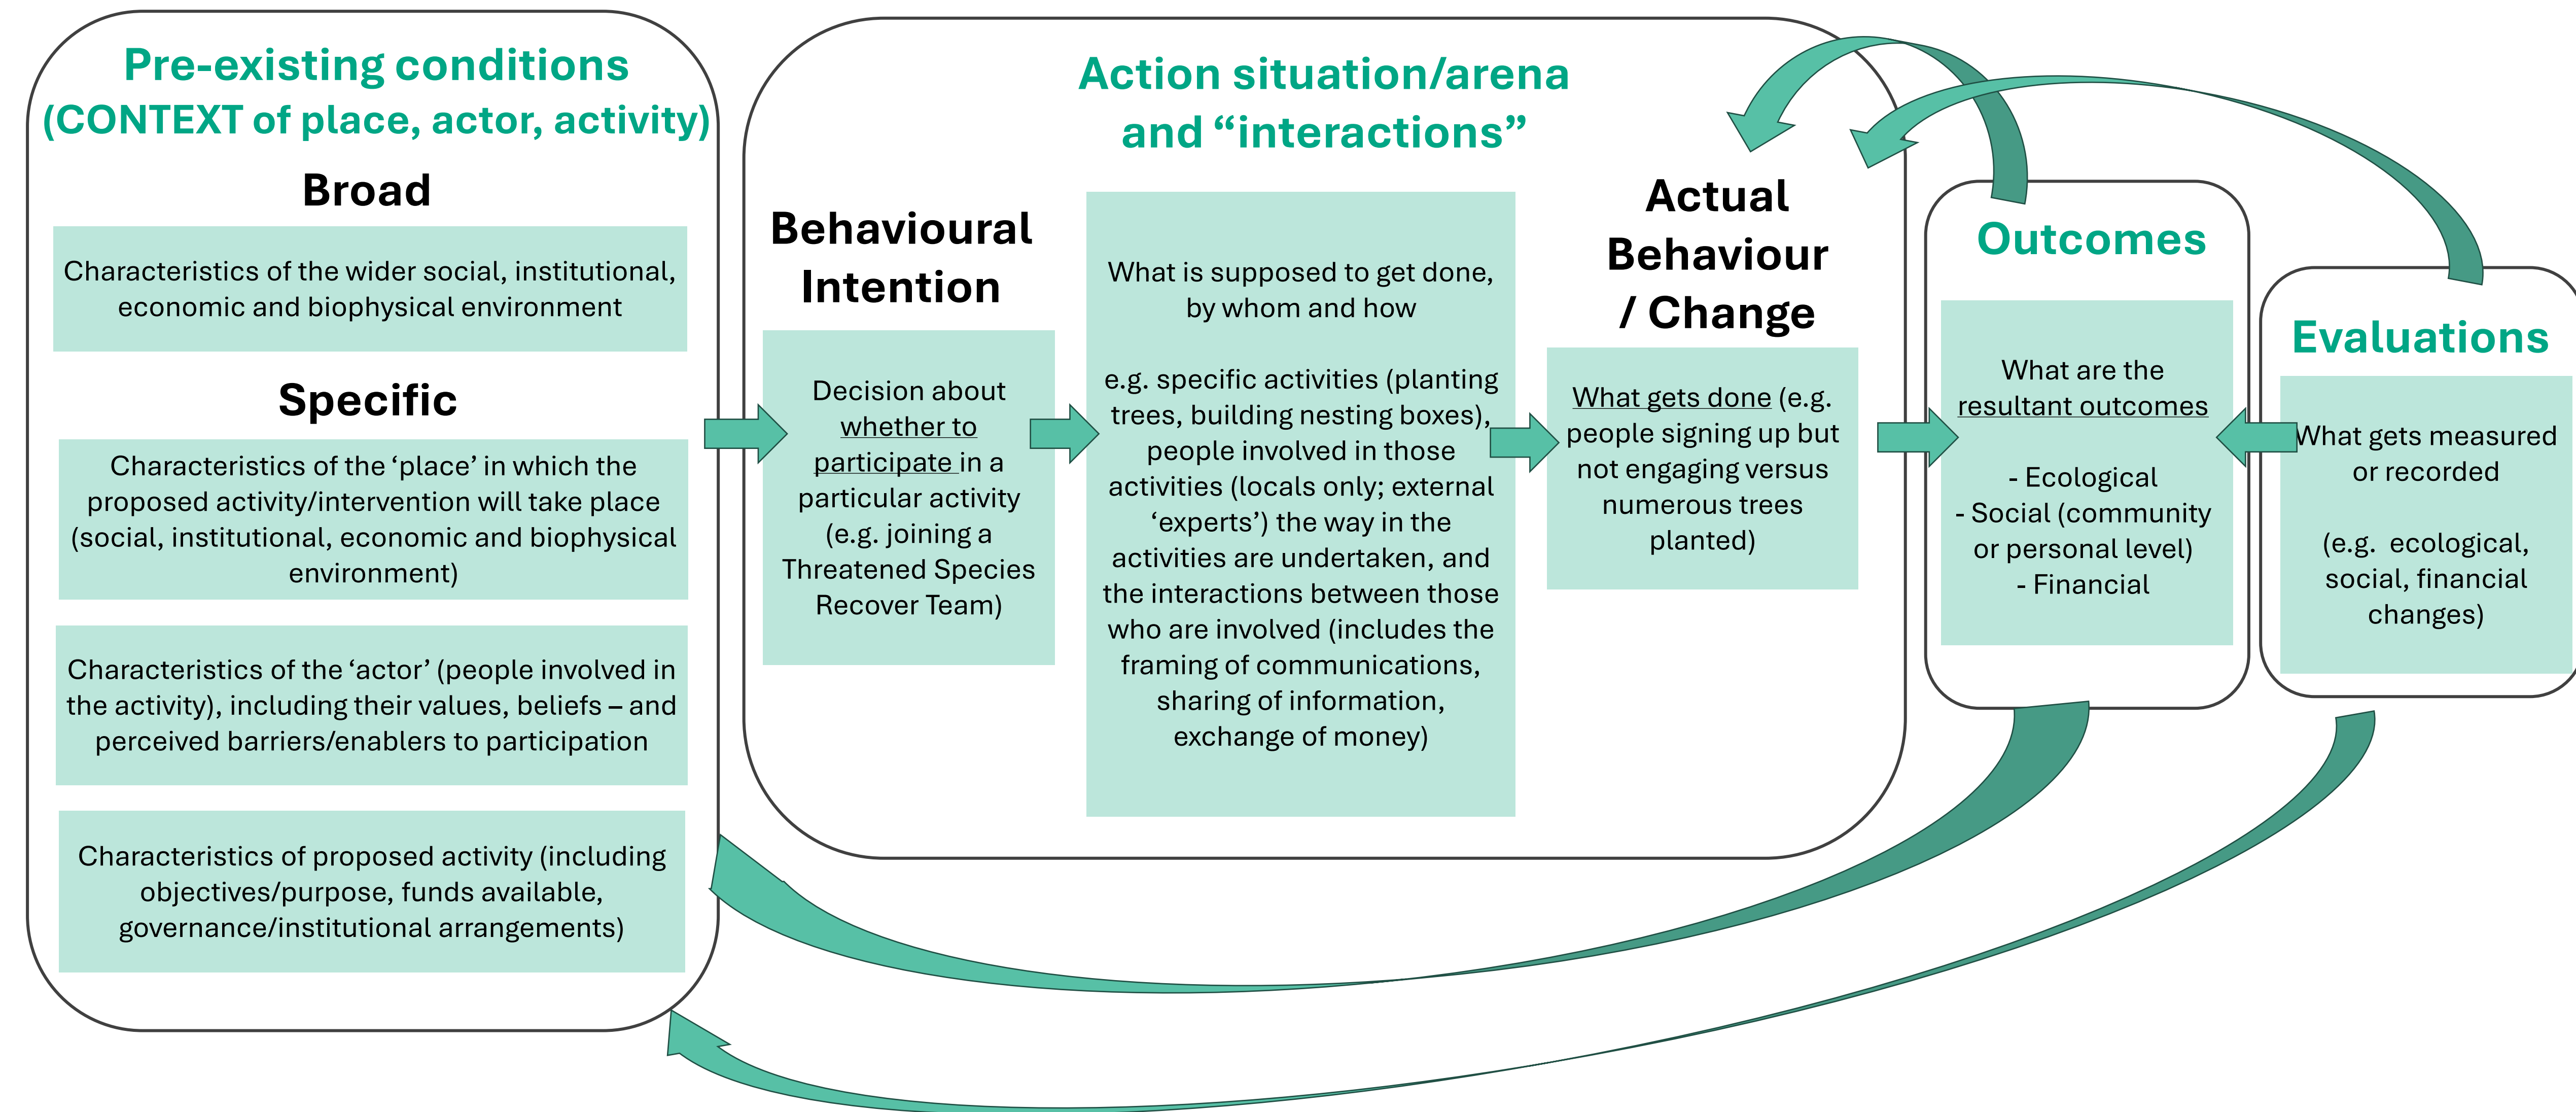 Pre-existing conditions
(CONTEXT of place, actor, activity)
Broad
Characteristics of the wider social, institutional,
economic and biophysical environment
Specific
Characteristics of the ‘place’ in which the
proposed activity/intervention will take place
(social, institutional, economic and biophysical
environment)
Characteristics of the ‘actor’ (people involved in
the activity), including their values, beliefs – and
perceived barriers/enablers to participation
Characteristics of proposed activity (including
objectives/purpose, funds available,
governance/institutional arrangements)
Action situation/arena
and “interactions”
Behavioural
Intention
Decision about
whether to
participate in a
particular activity
(e.g. joining a
Threatened Species
Recover Team)
What is supposed to get done,
by whom and how
e.g. specific activities (planting
trees, building nesting boxes),
people involved in those
activities (locals only; external
‘experts’) the way in the
activities are undertaken, and
the interactions between those
who are involved (includes the
framing of communications,
sharing of information,
exchange of money)
Actual
Behaviour
/ Change
What gets done (e.g.
people signing up but
not engaging versus
numerous trees
planted)
Outcomes
What are the
resultant outcomes
- Ecological
- Social (community
or personal level)
- Financial
Evaluations
What gets measured
or recorded
(e.g. ecological,
social, financial
changes)